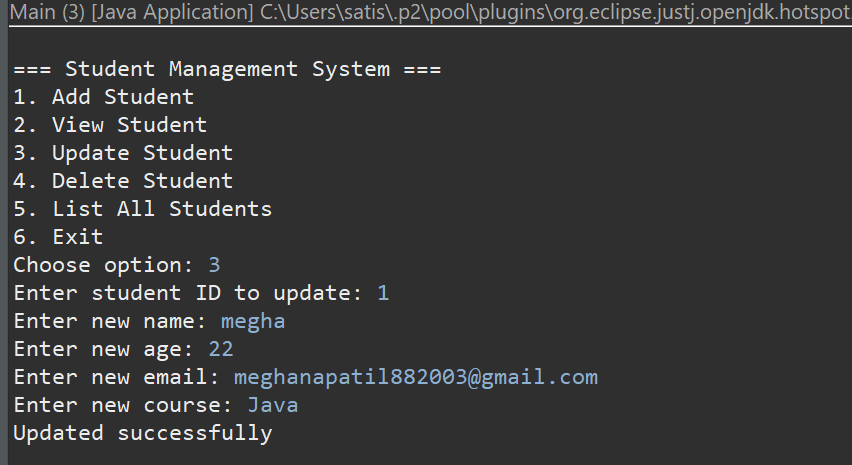 Main (3) [Java Application] C:\Users\satis\.p2\pool\plugins\org.eclipse.justj.openjdk.hotspot.
=== Student Management System ===
1. Add Student
2. View Student
3. Update Student
4. Delete Student
5. List All Students
6. Exit
Choose option: 3
Enter student ID to update: 1
Enter new name: megha
Enter new age: 22
Enter new email: meghanapatil882003@gmail.com
Enter new course: Java
Updated successfully